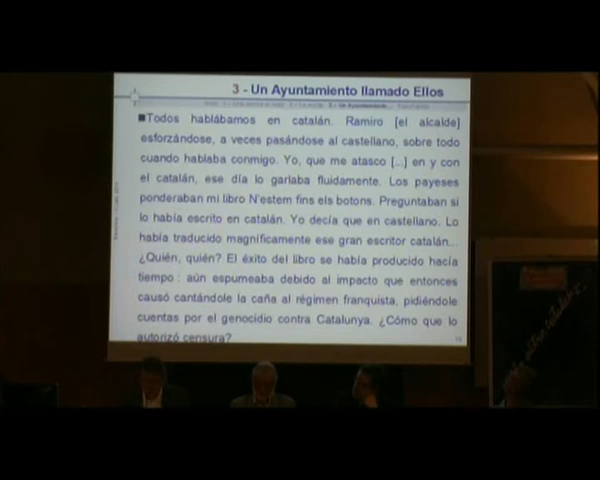 3 - Un Ayuntamiento llamado Ellos
■Todos hablábamos en catalán. Ramiro [el alcalde]
esforzándose, a veces pasándose al castellano, sobre todo
cuando hablaba conmigo. Yo, que me atasco [...] en y con
el catalán, ese día lo garlaba fluidamente. Los payeses
ponderaban mi libro N'estem fins els botons. Preguntaban si
lo había escrito en catalán. Yo decía que en castellano. Lo
había traducido magníficamente ese gran escritor catalán...
¿Quién, quién? El éxito del libro se había producido hacía
tiempo : aún espumeaba debido al impacto que entonces
causó cantándole la caña al régimen franquista, pidiéndole
cuentas por el genocidio contra Catalunya. ¿Cómo que lo
autorizó censura?